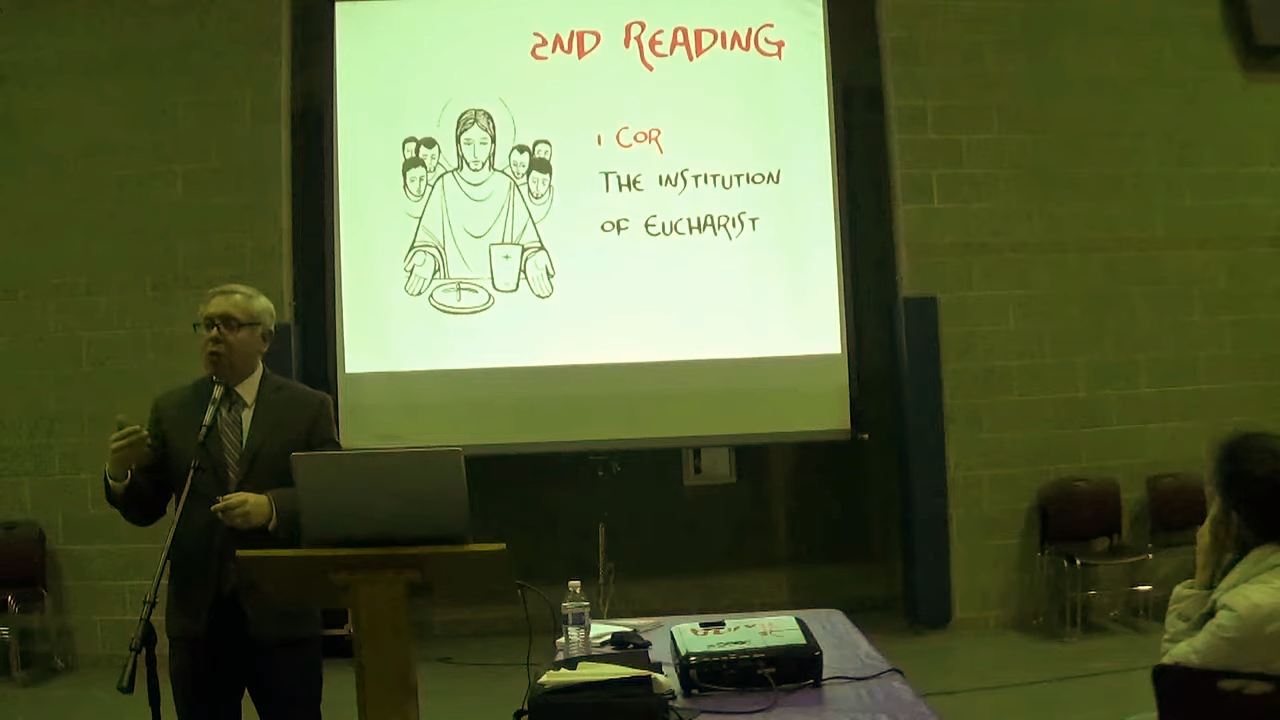 2ND READING
1 COR
THE INSTITUTION
OF EUCHARIST